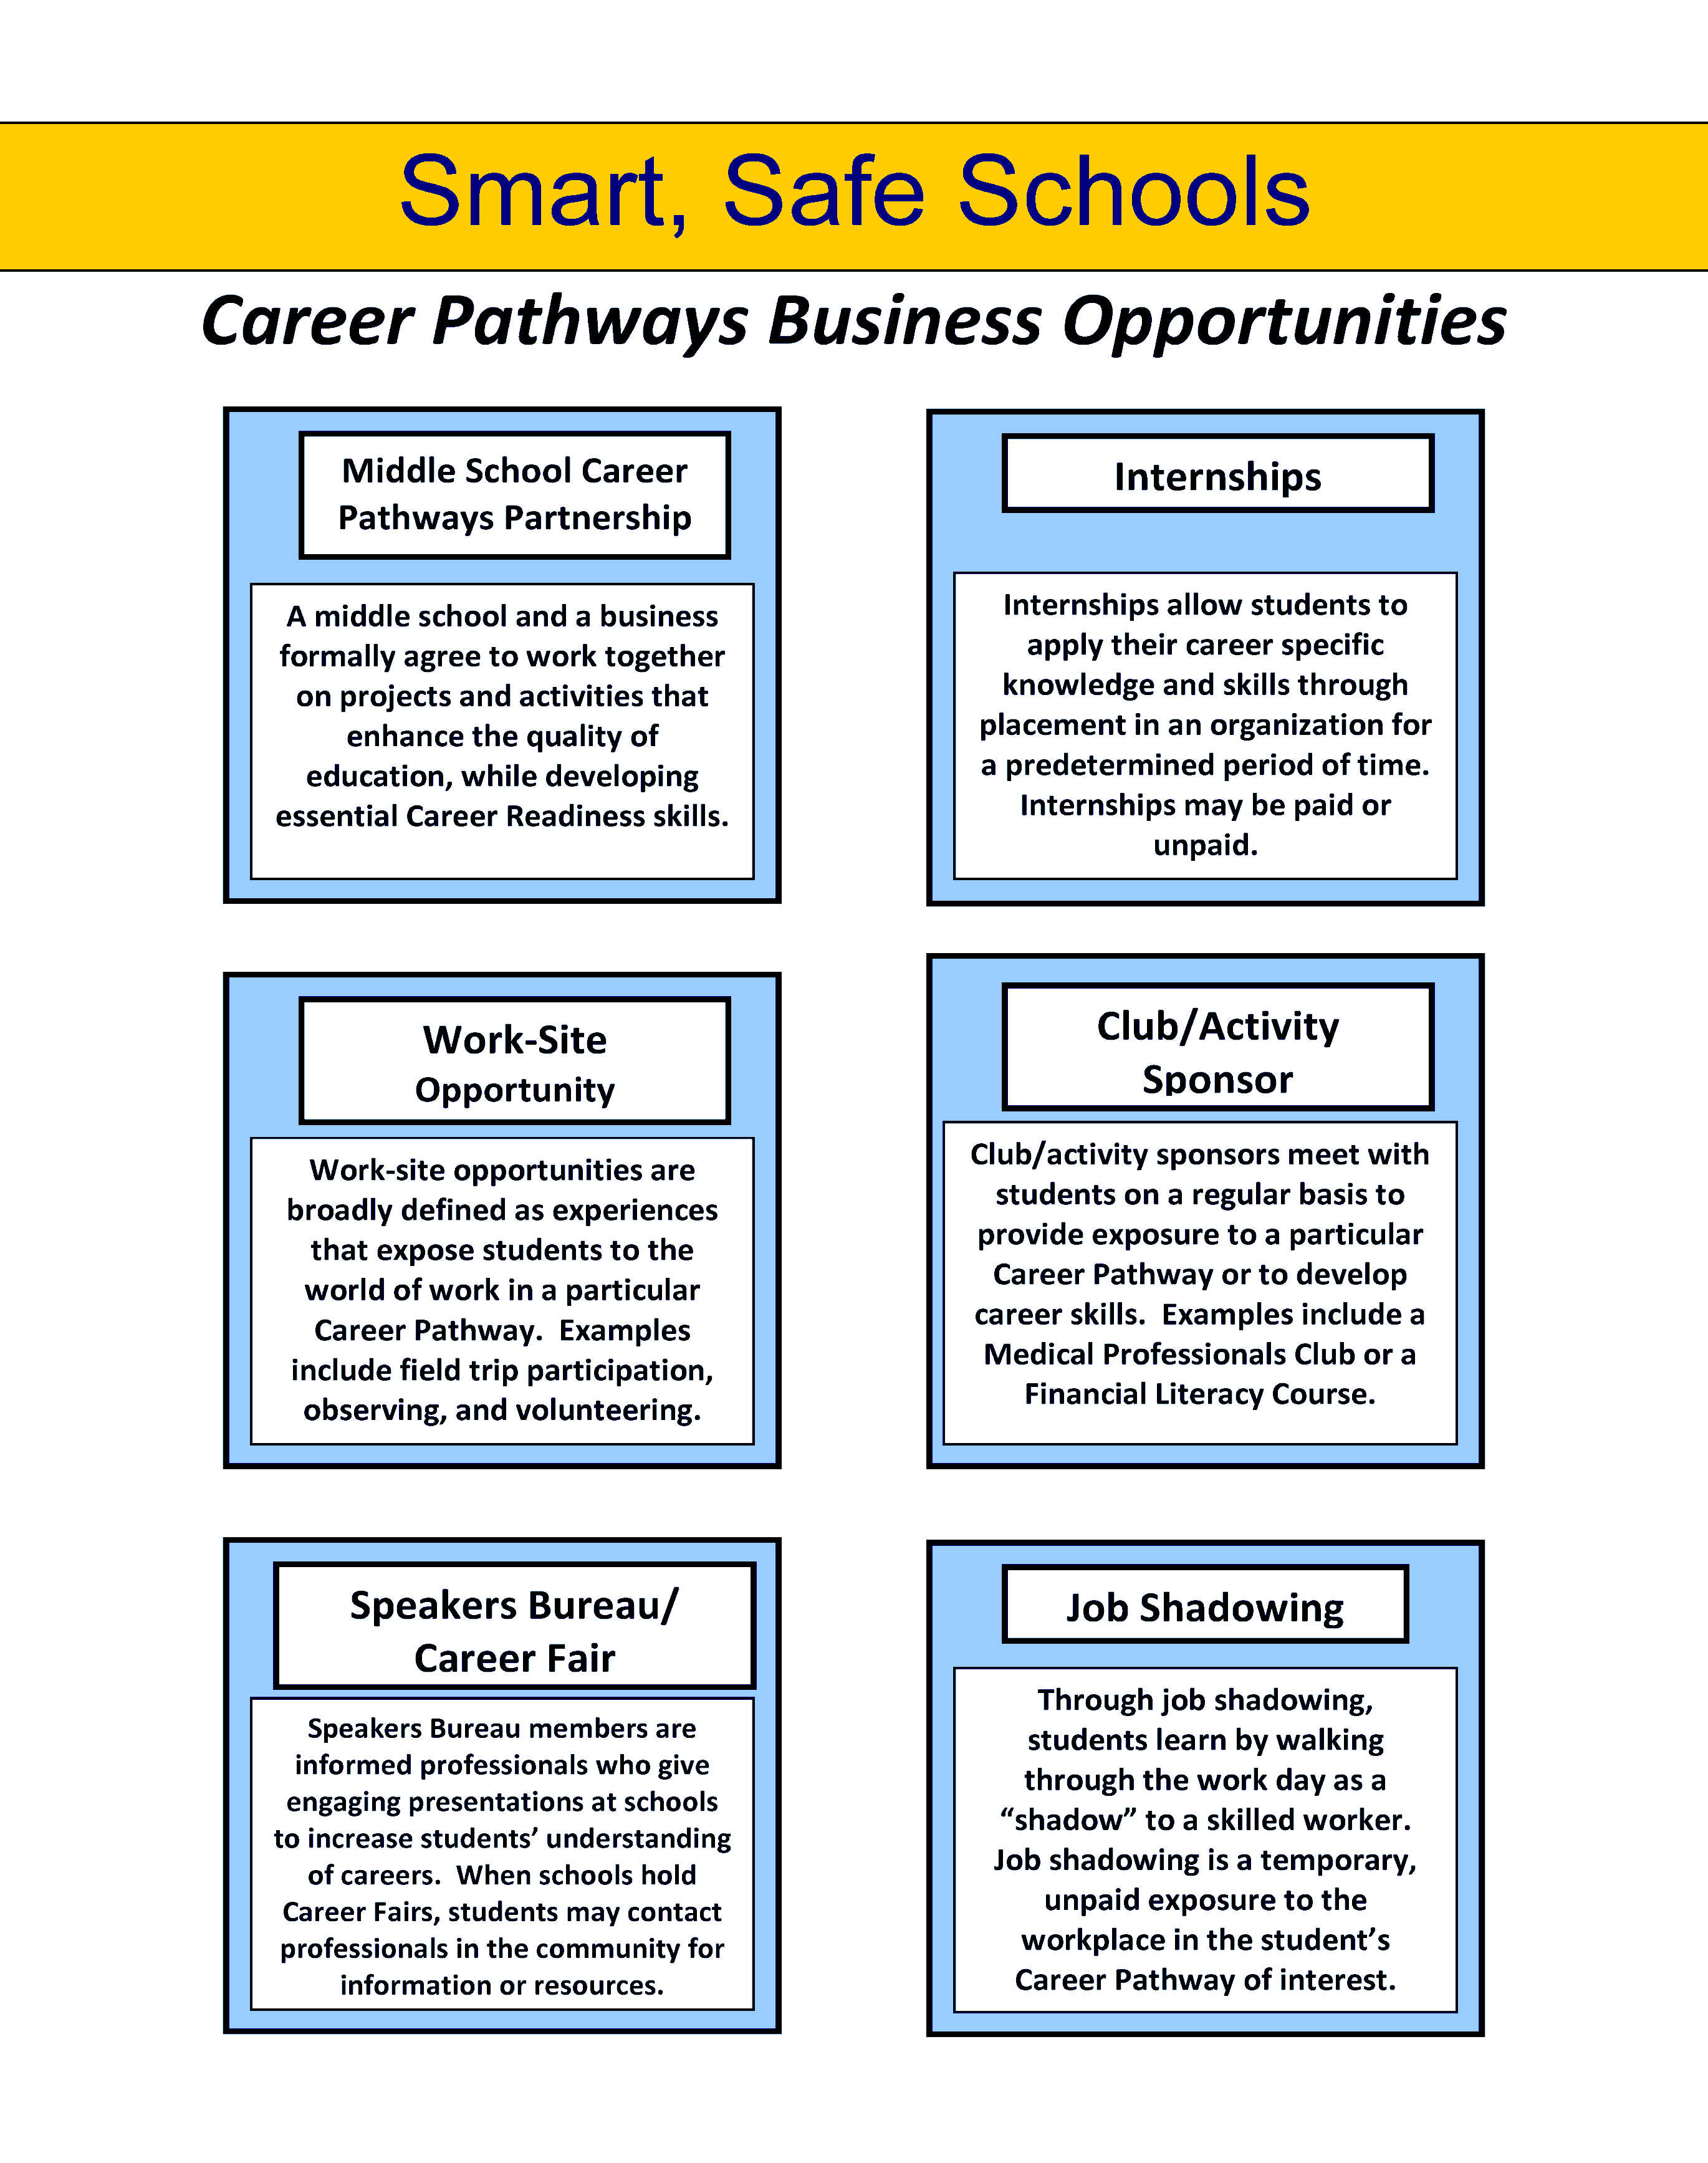 Smart, Safe Schools
Career Pathways Business Opportunities
Middle School Career
Pathways Partnership
A middle school and a business
formally agree to work together
on projects and activities that
enhance the quality of
education, while developing
essential Career Readiness skills.
Internships
Internships allow students to
apply their career specific
knowledge and skills through
placement in an organization for
a predetermined period of time.
Internships may be paid or
unpaid.
Work-Site
Opportunity
Work-site opportunities are
broadly defined as experiences
that expose students to the
world of work in a particular
Career Pathway.  Examples
include field trip participation,
observing, and volunteering.
Club/Activity
Sponsor
Club/activity sponsors meet with
students on a regular basis to
provide exposure to a particular
Career Pathway or to develop
career skills.  Examples include a
Medical Professionals Club or a
Financial Literacy Course.
Speakers Bureau/
Career Fair
Speakers Bureau members are
informed professionals who give
engaging presentations at schools
to increase students’ understanding
of careers.  When schools hold
Career Fairs, students may contact
professionals in the community for
information or resources.
Job Shadowing
Through job shadowing,
students learn by walking
through the work day as a
“shadow” to a skilled worker.
Job shadowing is a temporary,
unpaid exposure to the
workplace in the student’s
Career Pathway of interest.